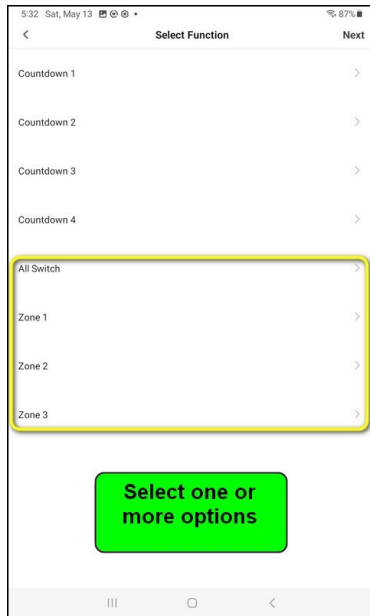 5:32 Sat, May 13 87%
Select Function Next
Countdown 1
Countdown 2
Countdown 3
Countdown 4
All Switch
Zone 1
Zone 2
Zone 3
Select one or
more options